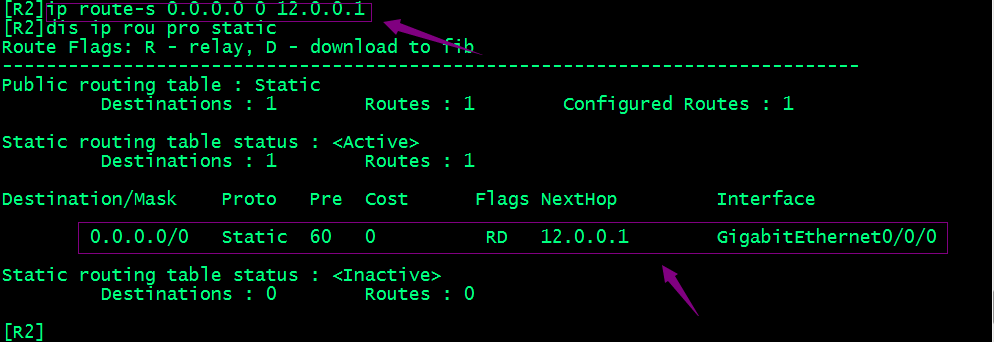 [R2]ip route-s 0.0.0.0 0 12.0.0.1
[R2]dis ip rou pro static
Route Flags: R - relay, D - download to fib
------------------------------------------------------------------------------
Public routing table : Static
Destinations : 1 Routes : 1 Configured Routes : 1
Static routing table status : <Active>
Destinations : 1 Routes : 1
Destination/Mask Proto Pre Cost Flags NextHop Interface
0.0.0.0/0 Static 60 0 RD 12.0.0.1 GigabitEthernet0/0/0
Static routing table status : <Inactive>
Destinations : 0 Routes : 0
[R2]